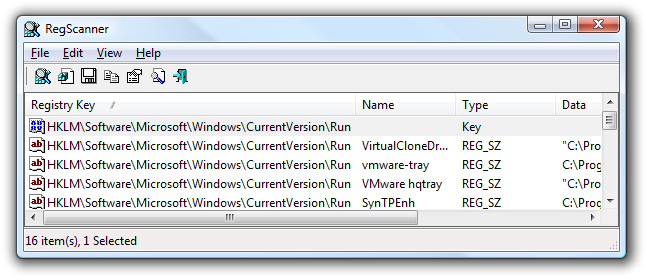 RegScanner
File Edit View Help
Registry Key / Name Type Data
HKLM\Software\Microsoft\Windows\CurrentVersion\Run Key
HKLM\Software\Microsoft\Windows\CurrentVersion\Run VirtualCloneDr... REG_SZ "C:\Pro
HKLM\Software\Microsoft\Windows\CurrentVersion\Run vmware-tray REG_SZ C:\Prog
HKLM\Software\Microsoft\Windows\CurrentVersion\Run VMware hqtray REG_SZ "C:\Pro
HKLM\Software\Microsoft\Windows\CurrentVersion\Run SynTPEnh REG_SZ C:\Prog
16 item(s), 1 Selected